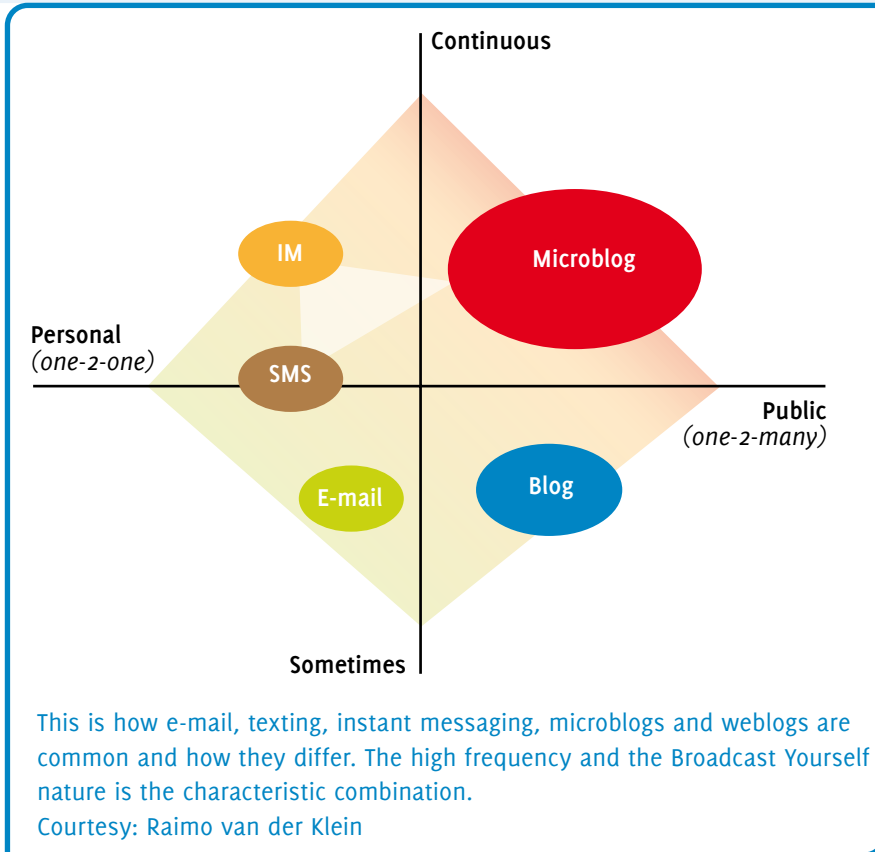 Continuous
IM
Microblog
Personal
(one-2-one)
SMS
Public
(one-2-many)
E-mail
Blog
Sometimes
This is how e-mail, texting, instant messaging, microblogs and weblogs are
common and how they differ. The high frequency and the Broadcast Yourself
nature is the characteristic combination.
Courtesy: Raimo van der Klein